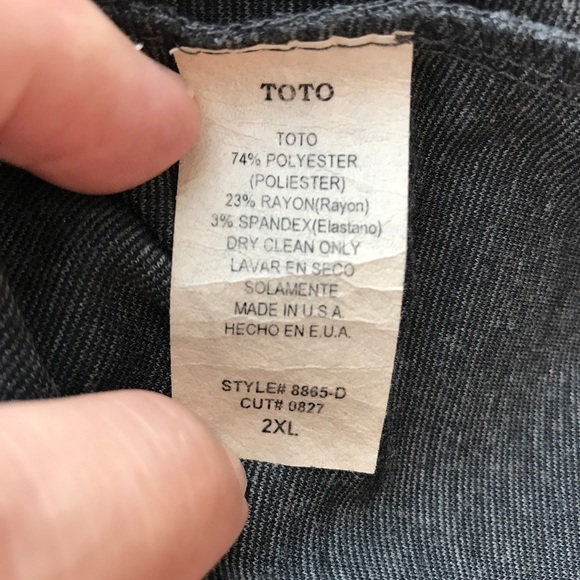 TOTO
TOTO
74% POLYESTER
(POLIESTER)
23% RAYON(Rayon)
3% SPANDEX(Elastano)
DRY CLEAN ONLY
LAVAR EN SECO
SOLAMENTE
MADE IN U.S.A.
HECHO EN E.U.A.
STYLE# 8865-D
CUT# 0827
2XL